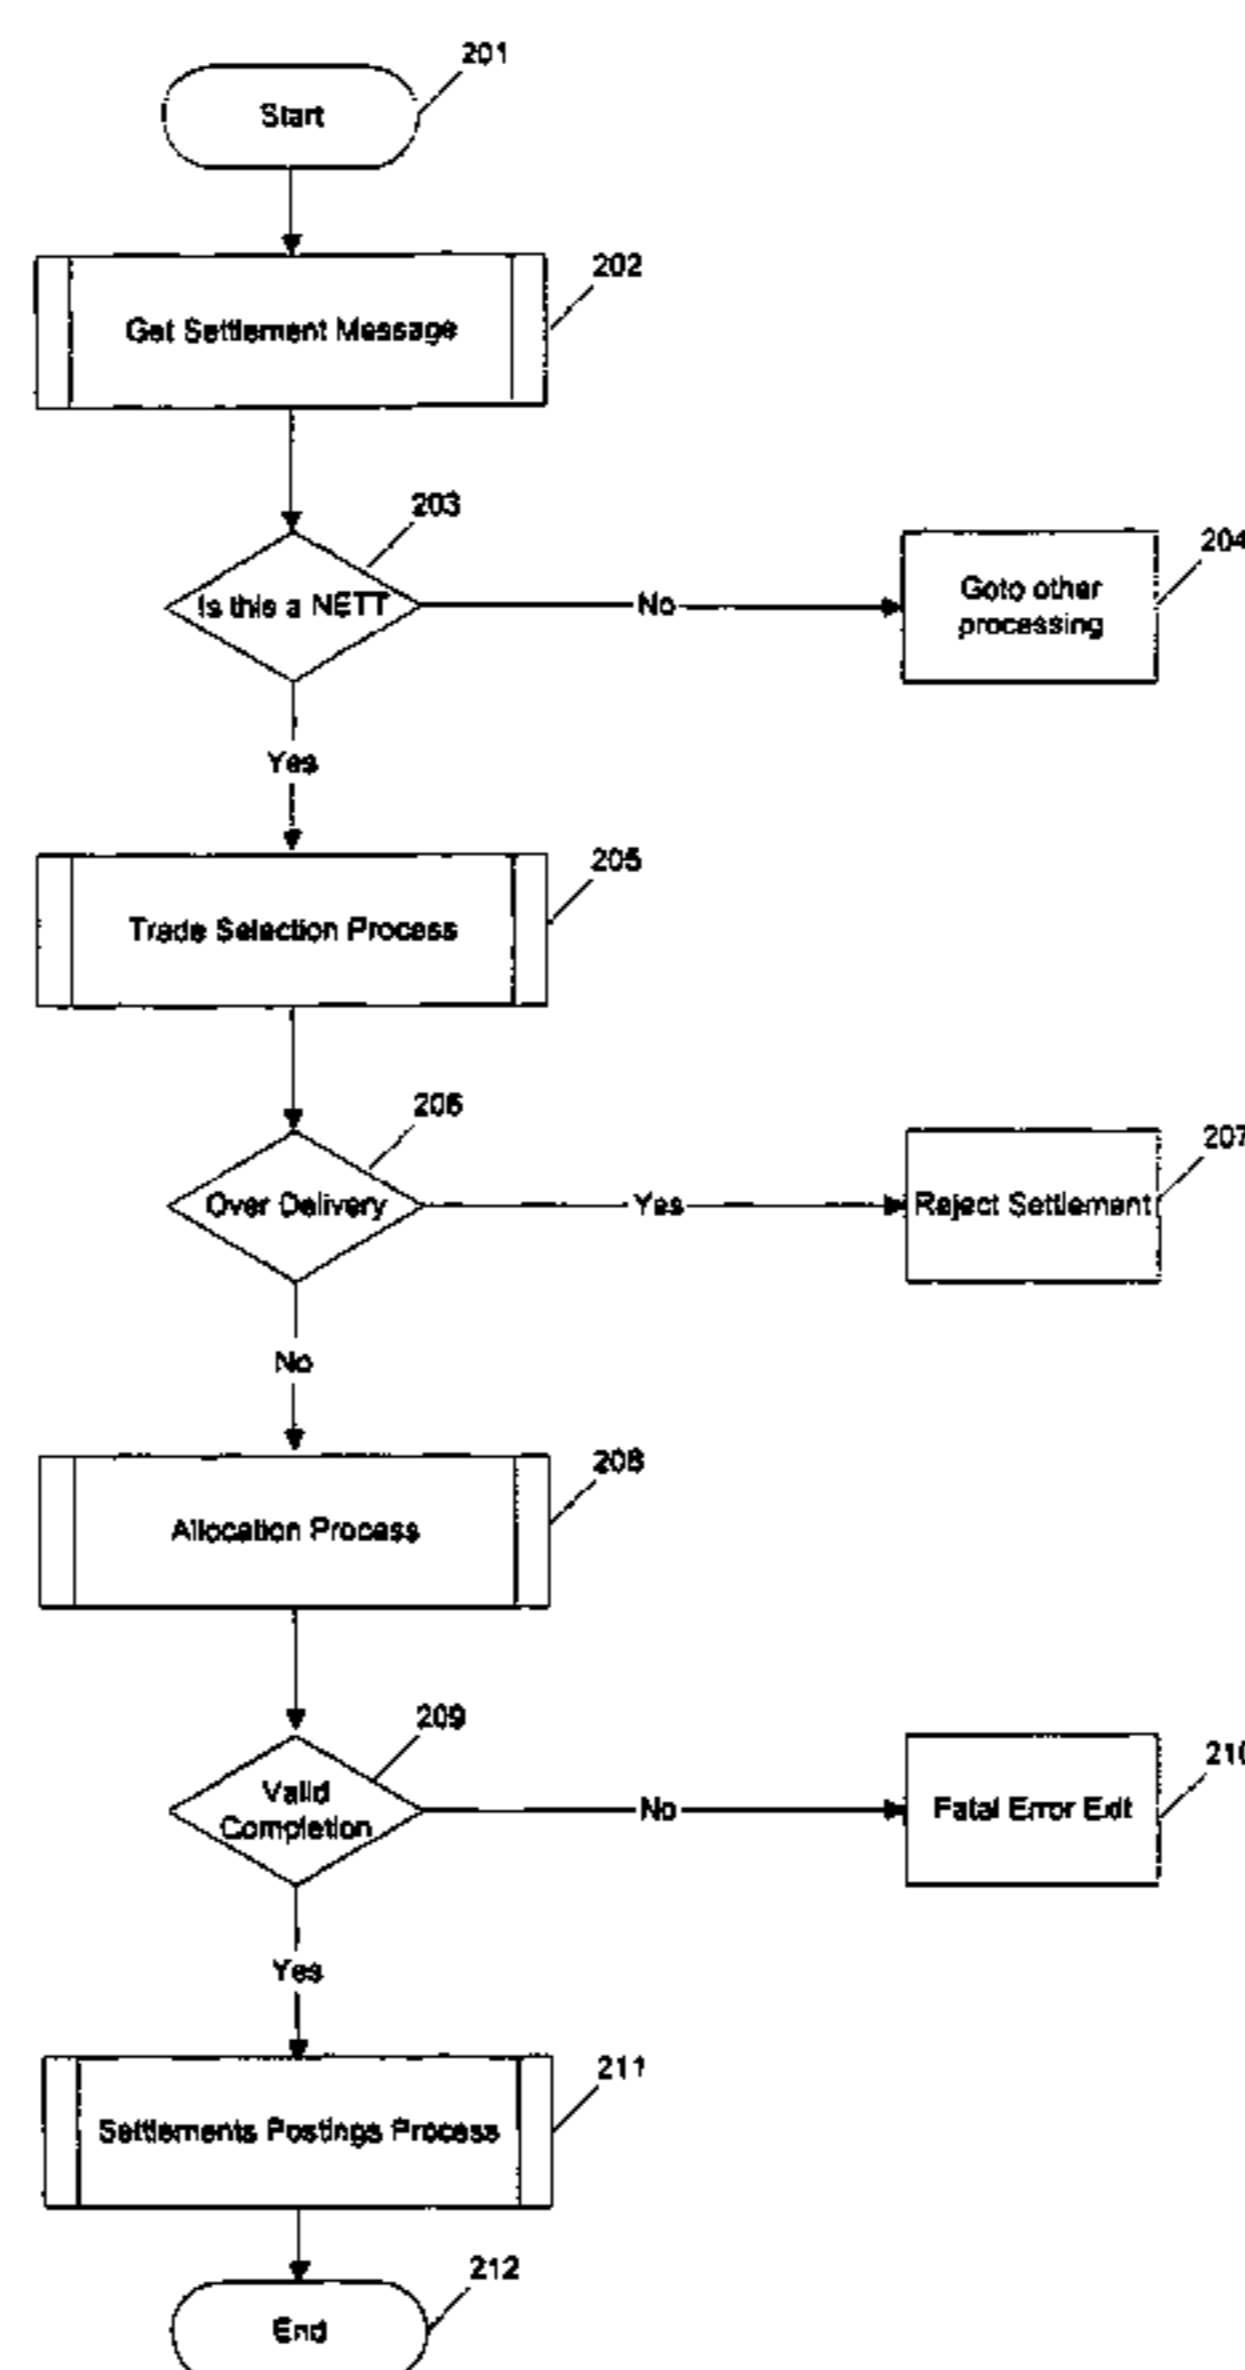 201
Start
202
Get Settlement Message
203
Is this a NETT
No
204
Goto other
processing
Yes
205
Trade Selection Process
206
Over Delivery
Yes
207
Reject Settlement
No
208
Allocation Process
209
Valid
Completion
No
210
Fatal Error Exit
Yes
211
Settlements Postings Process
212
End